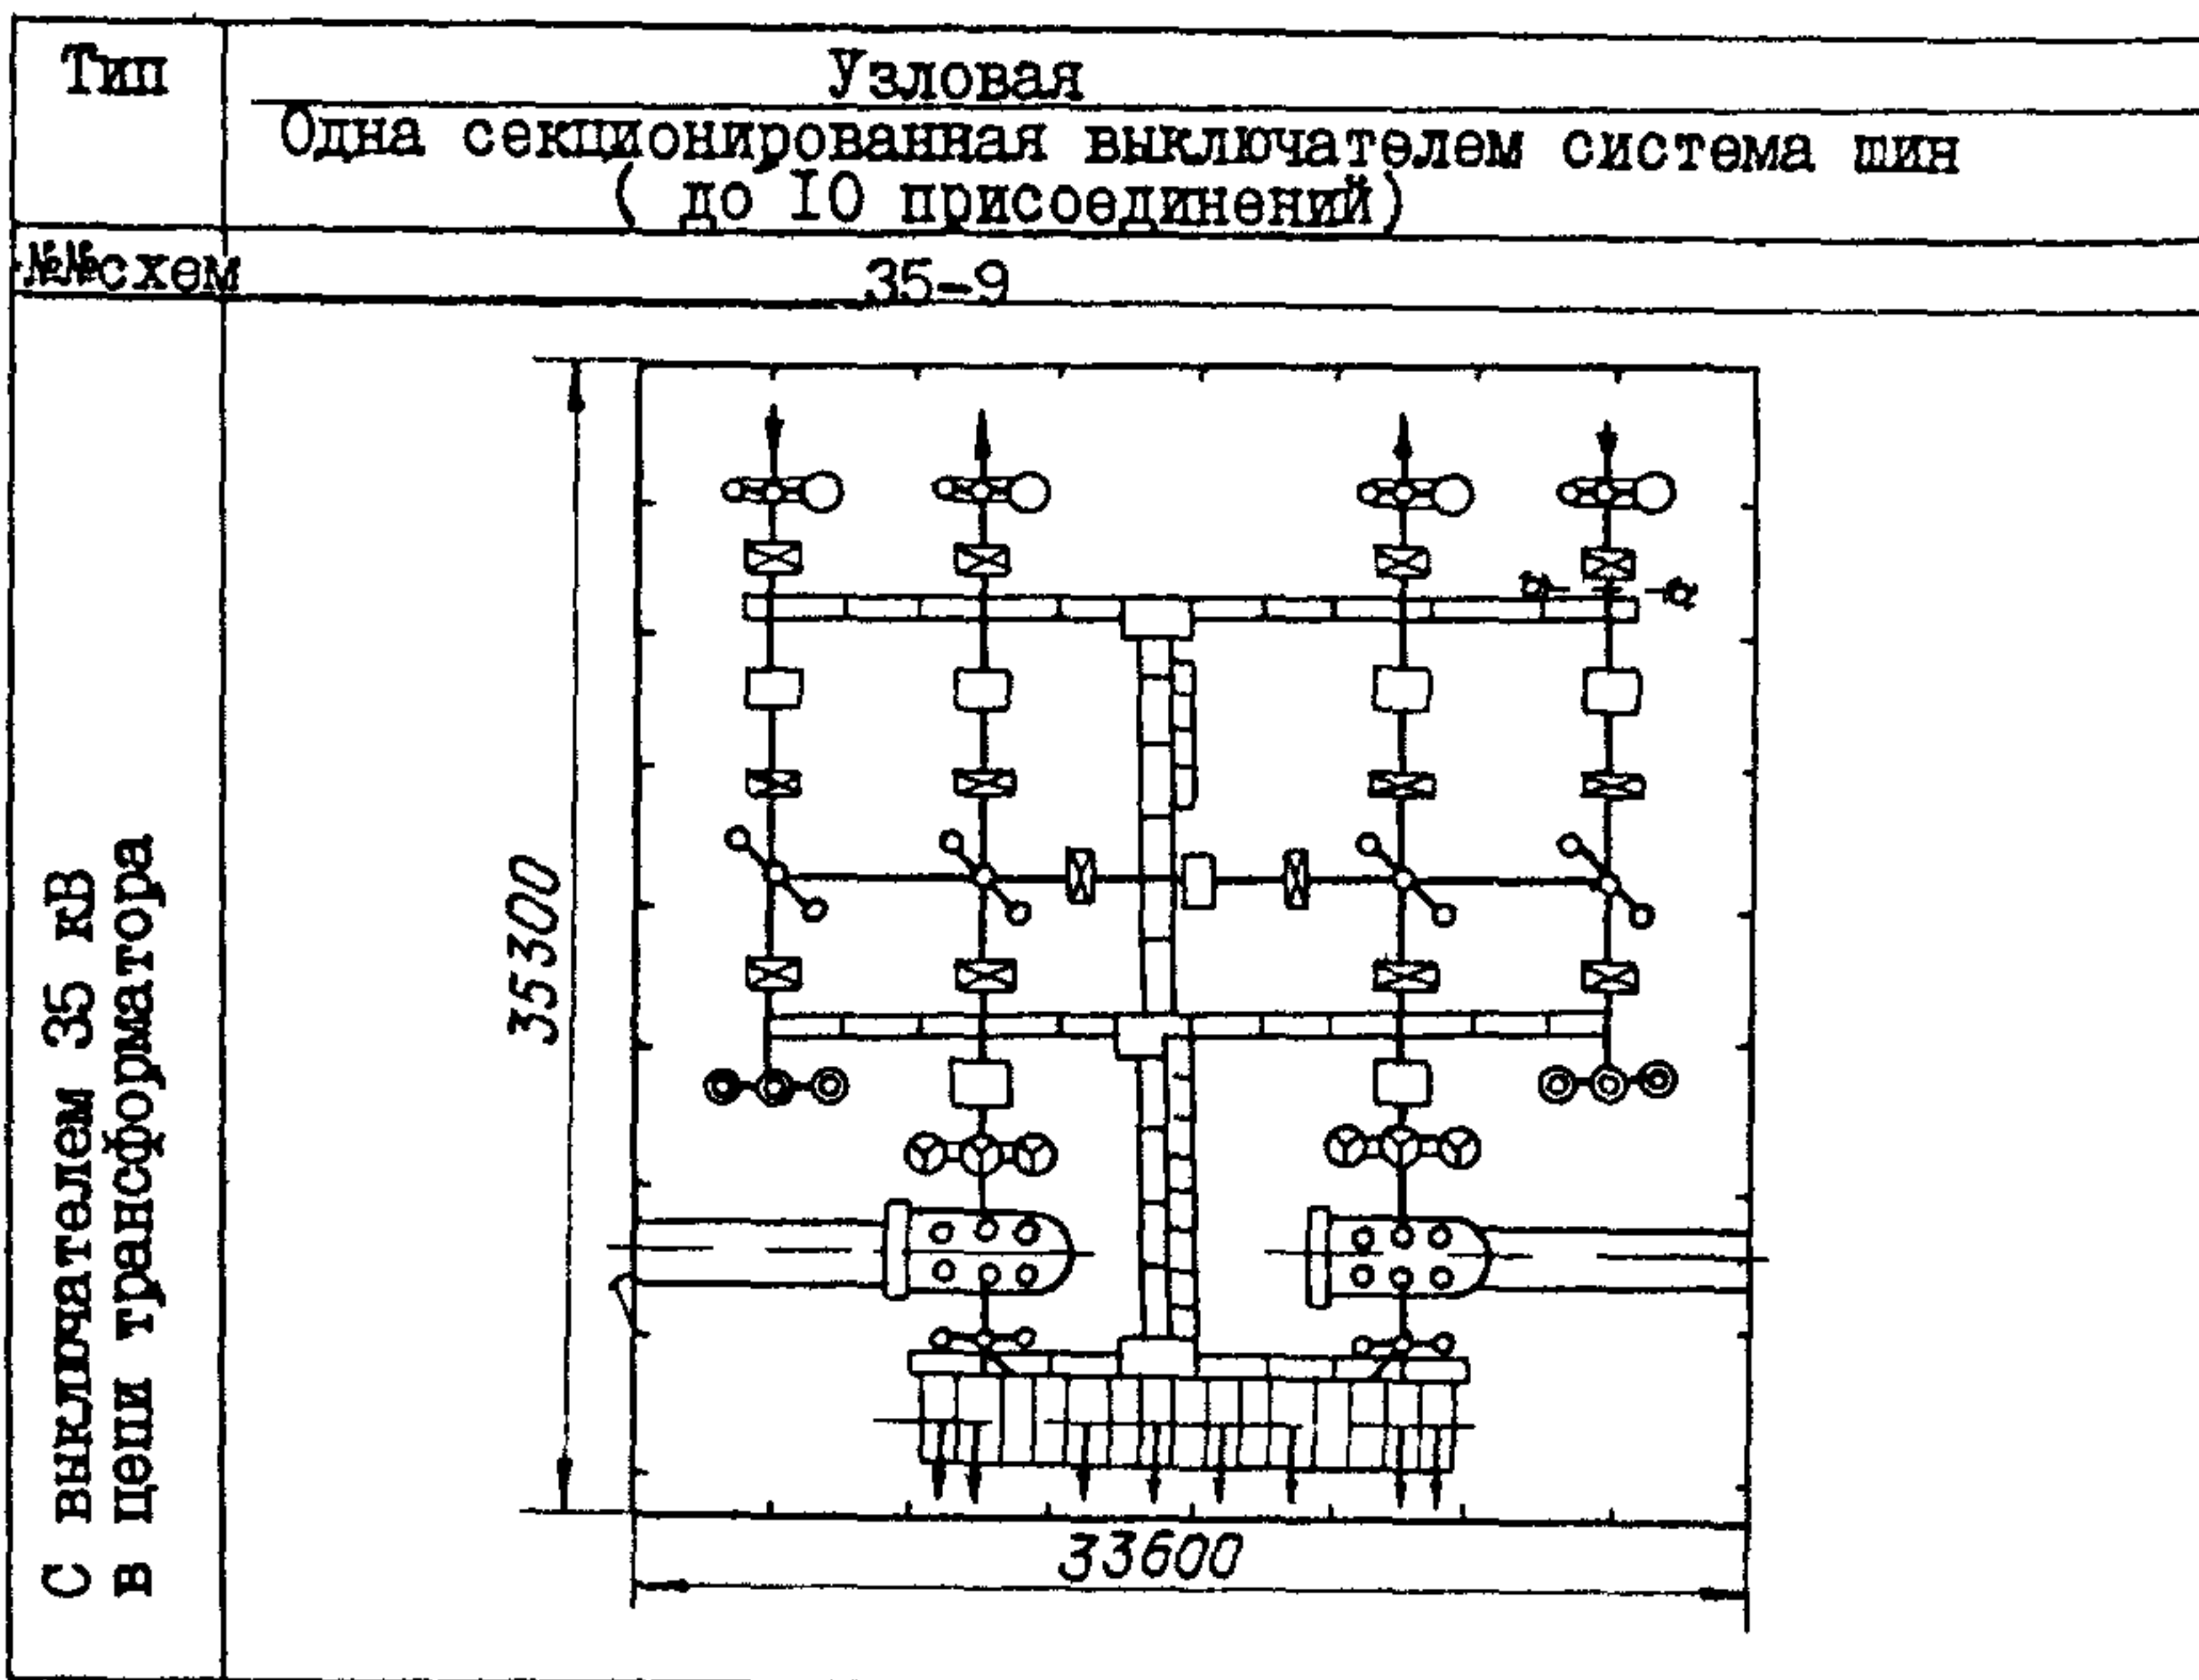 Тип
Узловая
Одна секционированная выключателем система шин
( до IO присоединений)
№№схем
35-9
С выключателем 35 кВ
в цепи трансформатора
35300
33600